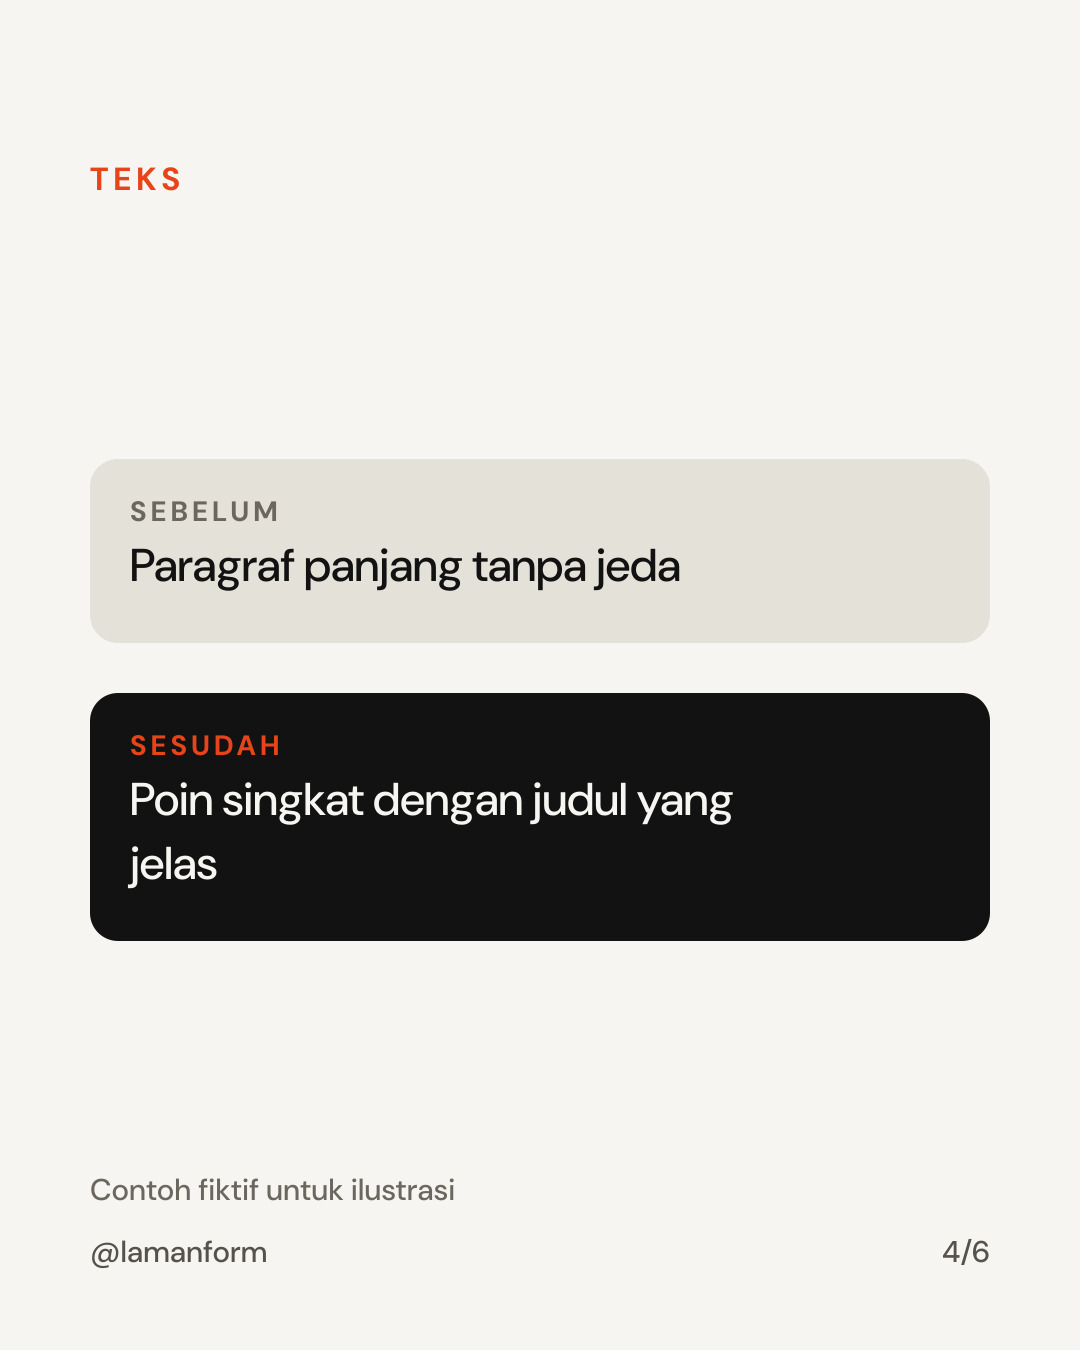 TEKS
SEBELUM
Paragraf panjang tanpa jeda
SESUDAH
Poin singkat dengan judul yang
jelas
Contoh fiktif untuk ilustrasi
@lamanform
4/6